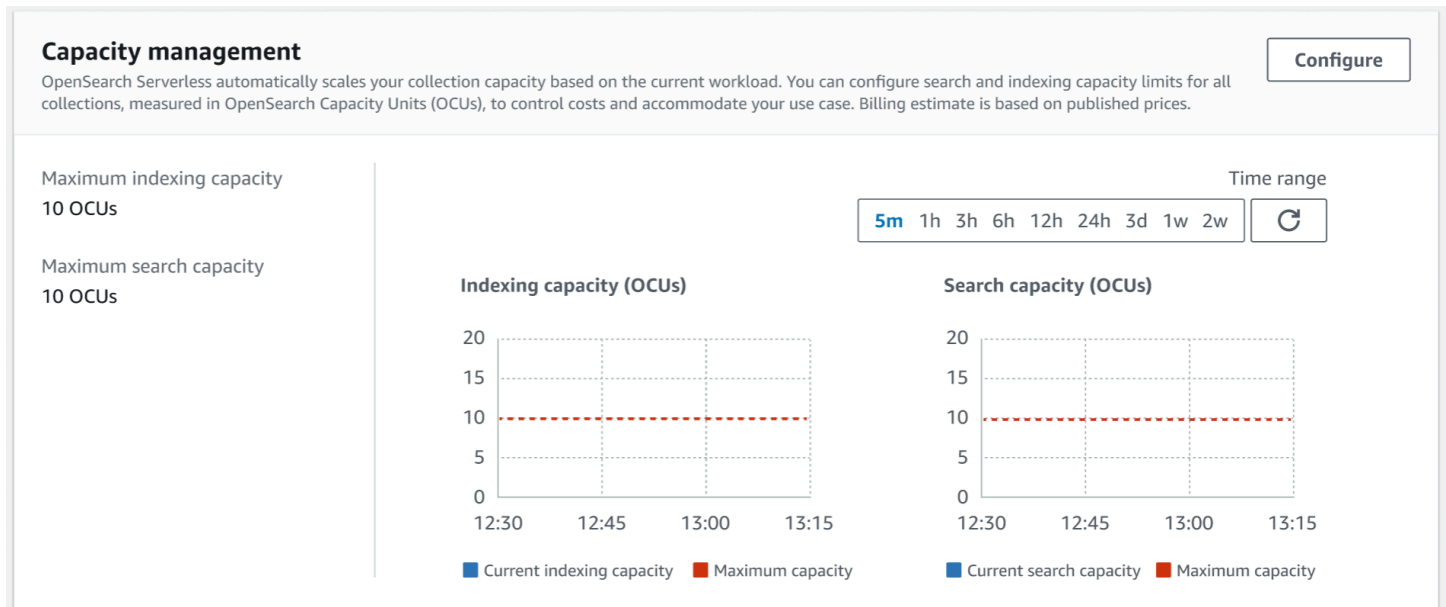 Capacity management
Configure
OpenSearch Serverless automatically scales your collection capacity based on the current workload. You can configure search and indexing capacity limits for all
collections, measured in OpenSearch Capacity Units (OCUs), to control costs and accommodate your use case. Billing estimate is based on published prices.
Maximum indexing capacity
10 OCUs
Maximum search capacity
10 OCUs
Time range
5m 1h 3h 6h 12h 24h 3d 1w 2w
Indexing capacity (OCUs)
20
15
10
5
0
12:30 12:45 13:00 13:15
Current indexing capacity Maximum capacity
Search capacity (OCUs)
20
15
10
5
0
12:30 12:45 13:00 13:15
Current search capacity Maximum capacity